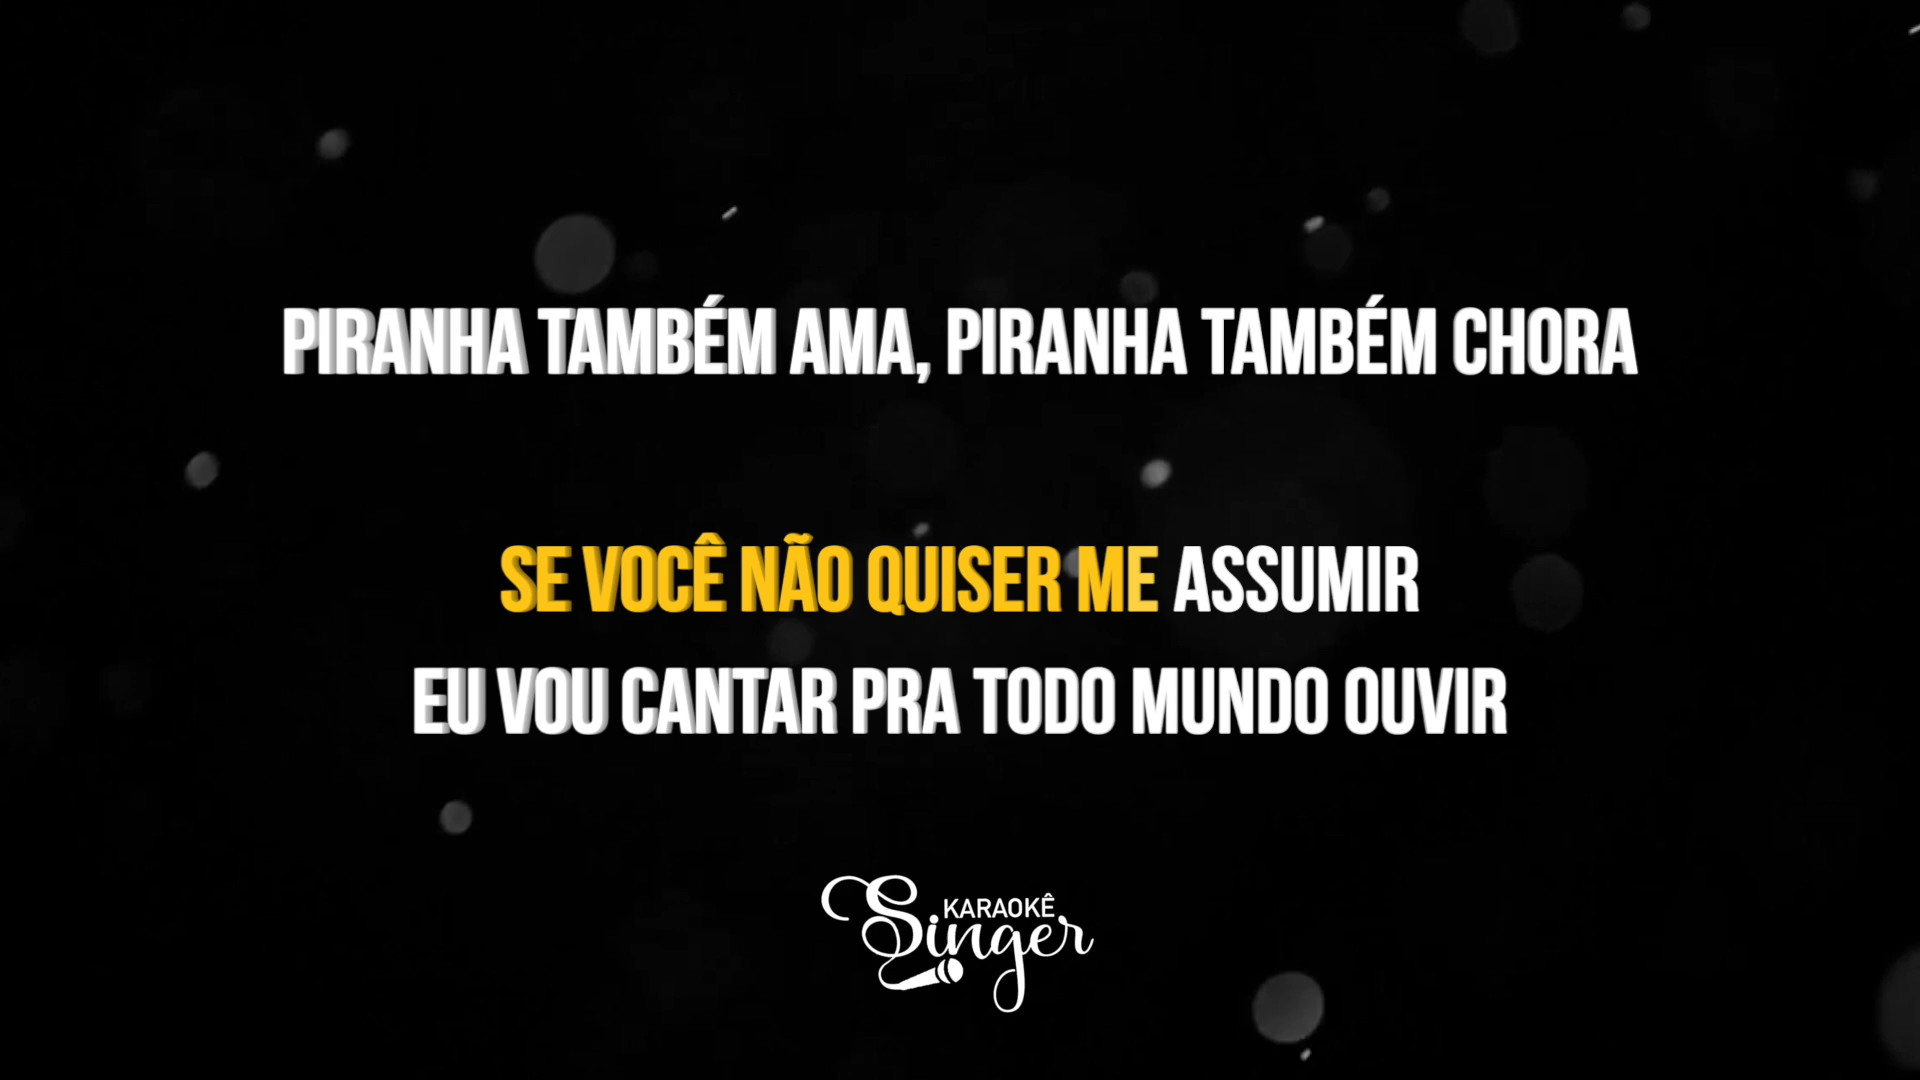 PIRANHA TAMBÉM AMA, PIRANHA TAMBÉM CHORA
SE VOCÊ NÃO QUISER ME ASSUMIR
EU VOU CANTAR PRA TODO MUNDO OUVIR
KARAOKÊ
Singer